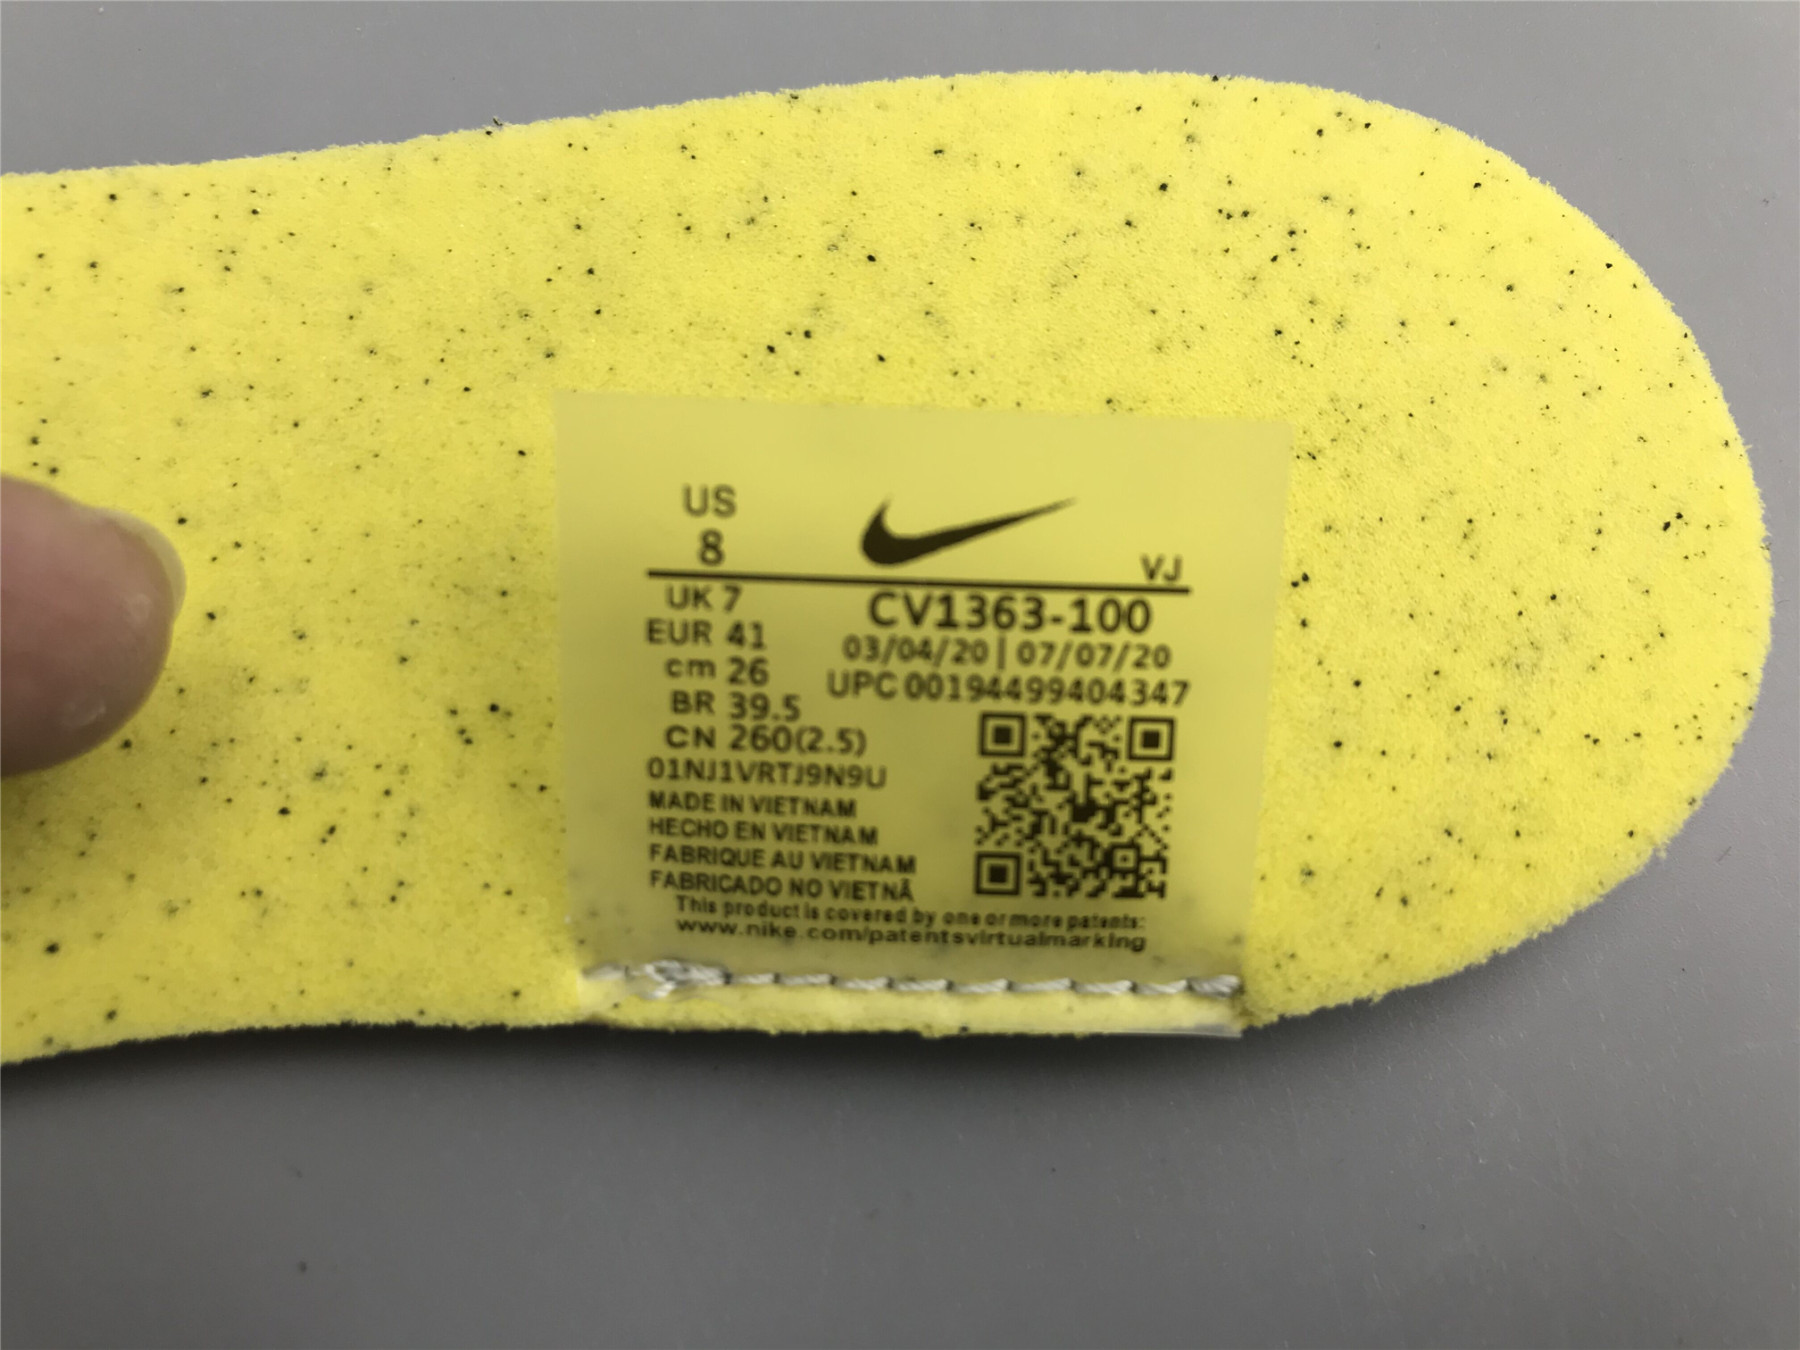 US
8
VJ
UK 7
EUR 41
cm 26
BR 39.5
CN 260(2.5)
01NJ1VRTJ9N9U
MADE IN VIETNAM
HECHO EN VIETNAM
FABRIQUE AU VIETNAM
FABRICADO NO VIETNÃ
CV1363-100
03/04/20 | 07/07/20
UPC 00194499404347
This product is covered by one or more patents:
www.nike.com/patentsvirtualmarking